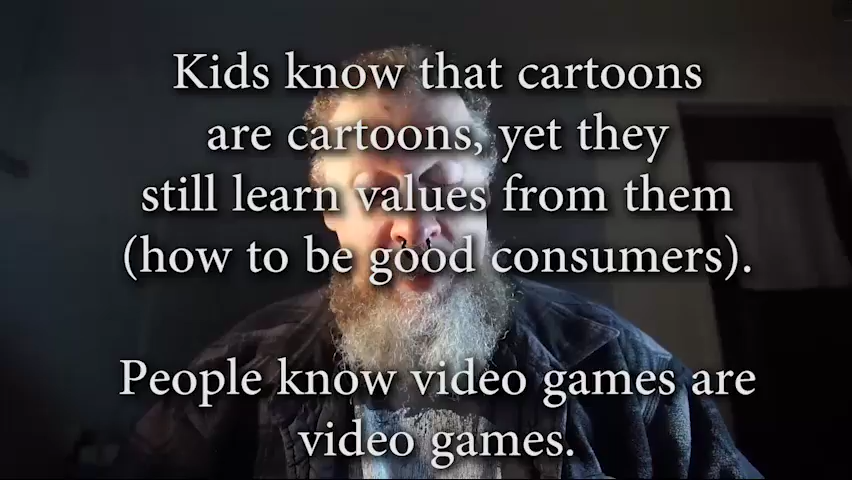 Kids know that cartoons
are cartoons, yet they
still learn values from them
(how to be good consumers).
People know video games are
video games.